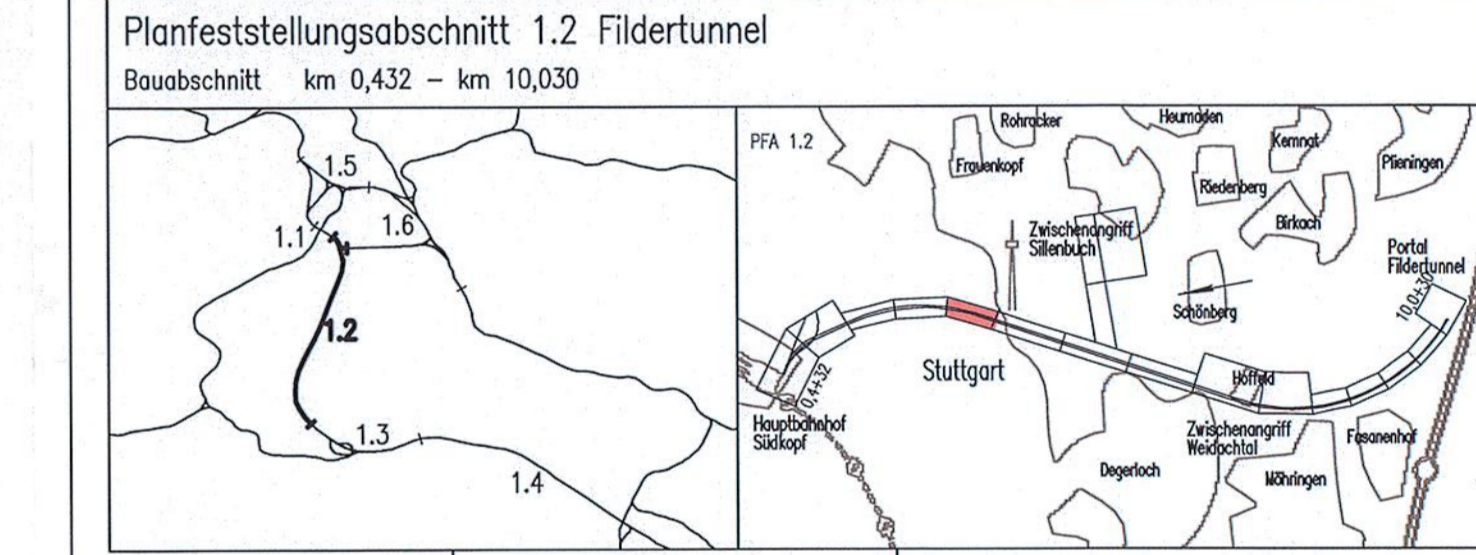 Planfeststellungsabschnitt 1.2 Fildertunnel
Bauabschnitt km 0,432 – km 10,030
1.5
1.6
1.1
1.2
1.3
1.4
PFA 1.2
Rohracker
Heumaden
Kemnat
Plieningen
Frauenkopf
Riedenberg
Birkach
Zwischenangriff
Sillenbuch
Portal
Fildertunnel
10,0+30
Schönberg
Stuttgart
Hoffeld
0,4+32
Hauptbahnhof
Südkopf
Zwischenangriff
Weidachtal
Fasanenhof
Degerloch
Möhringen